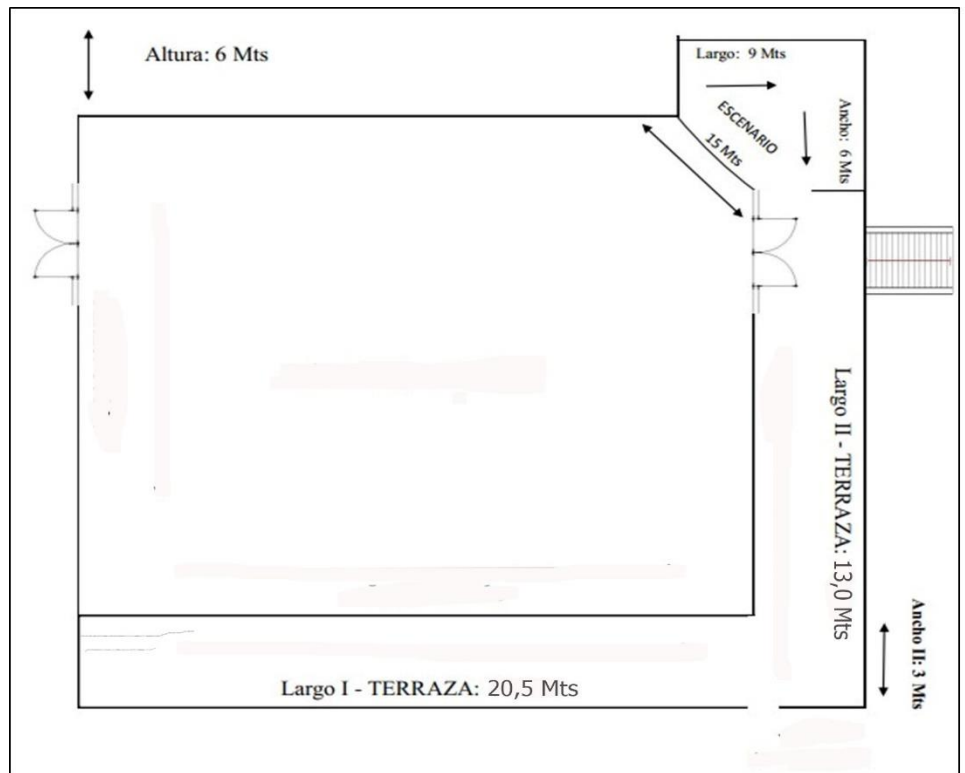 Altura: 6 Mts
Largo: 9 Mts
ESCENARIO
15 Mts
Ancho: 6 Mts
Largo II - TERRAZA: 13,0 Mts
Ancho II: 3 Mts
Largo I - TERRAZA: 20,5 Mts